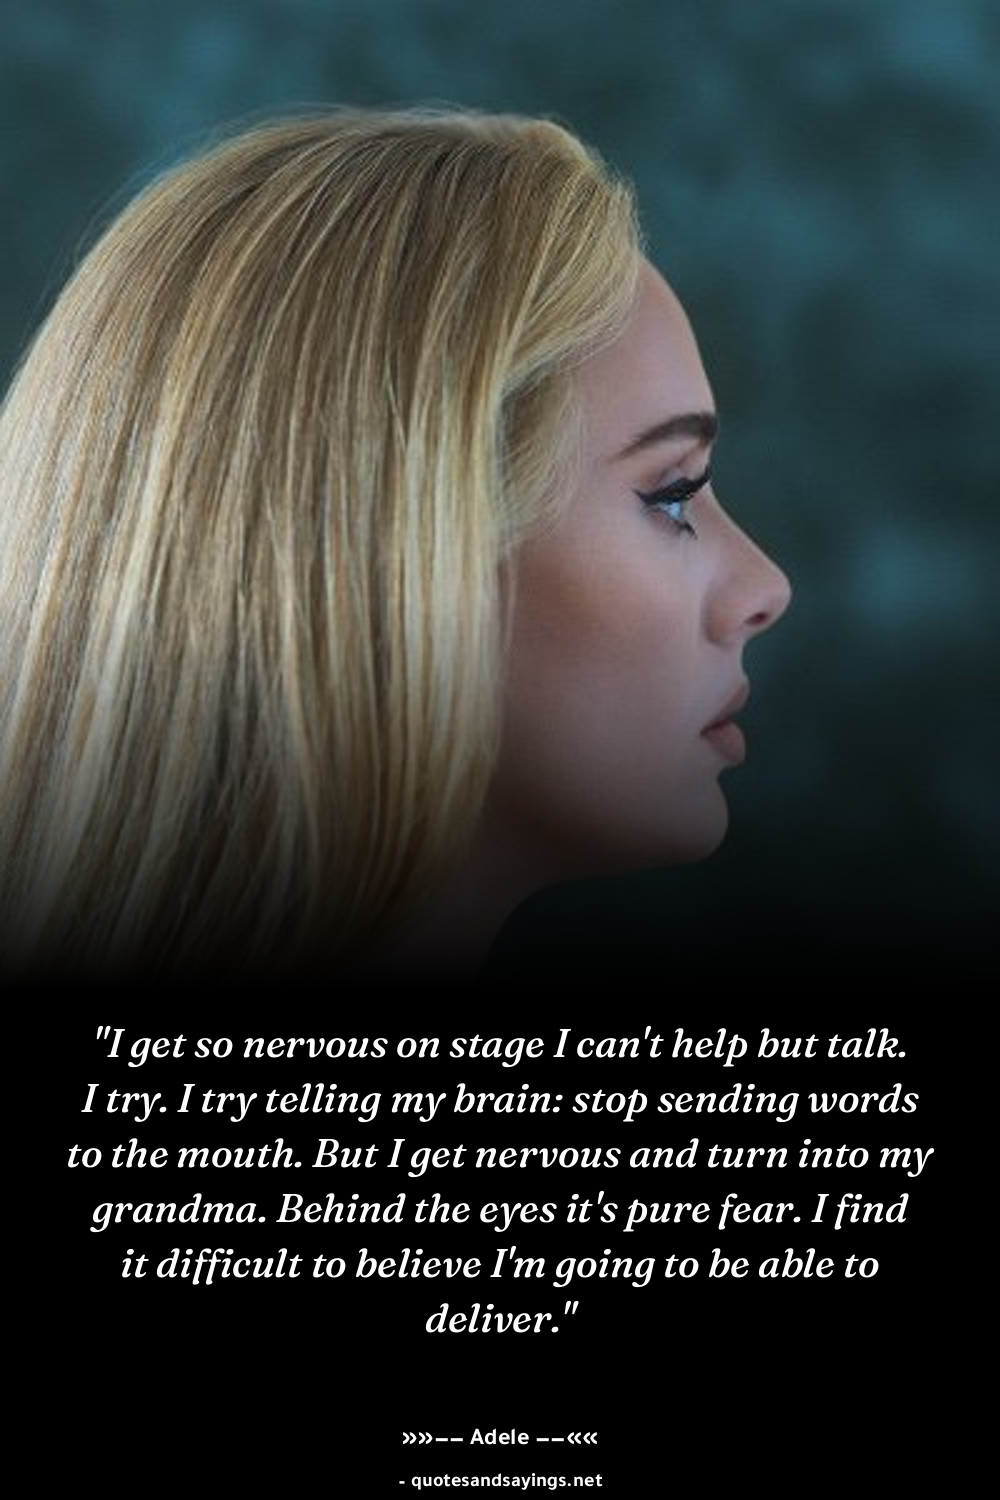 "I get so nervous on stage I can't help but talk.
I try. I try telling my brain: stop sending words
to the mouth. But I get nervous and turn into my
grandma. Behind the eyes it's pure fear. I find
it difficult to believe I'm going to be able to
deliver."
»»–– Adele ––««
- quotesandsayings.net